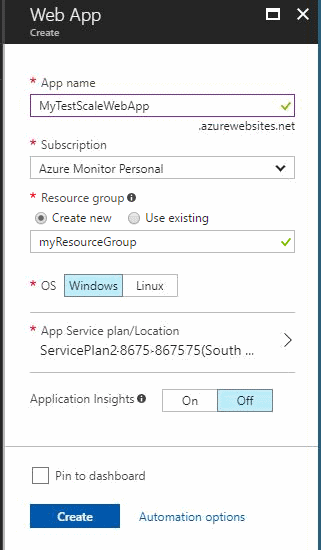 Web App
Create
* App name
MyTestScaleWebApp
.azurewebsites.net
* Subscription
Azure Monitor Personal
* Resource group
Create new Use existing
myResourceGroup
* OS Windows Linux
* App Service plan/Location
ServicePlan2-8675-867575(South ...
Application Insights On Off
Pin to dashboard
Create Automation options